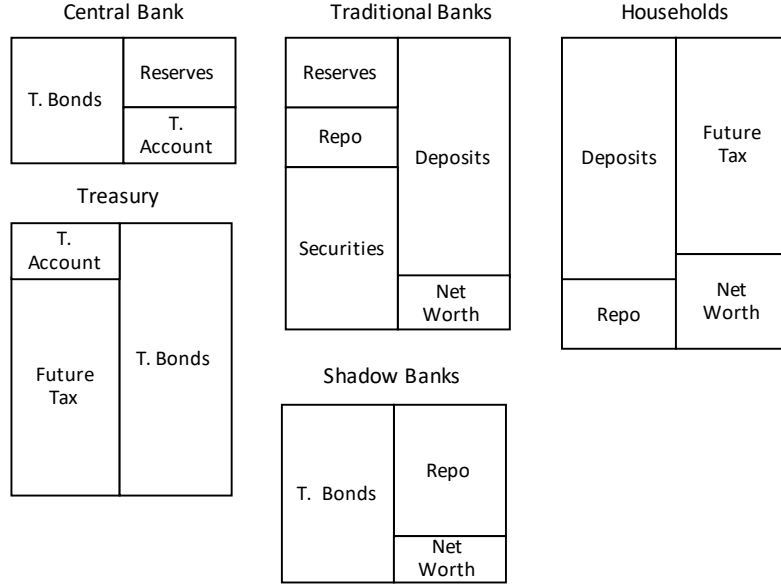 Central Bank
T. Bonds
Reserves
T.
Account
Treasury
T.
Account
Future
Tax
T. Bonds
Traditional Banks
Reserves
Repo
Securities
Deposits
Net
Worth
Shadow Banks
T. Bonds
Repo
Net
Worth
Households
Deposits
Repo
Future
Tax
Net
Worth